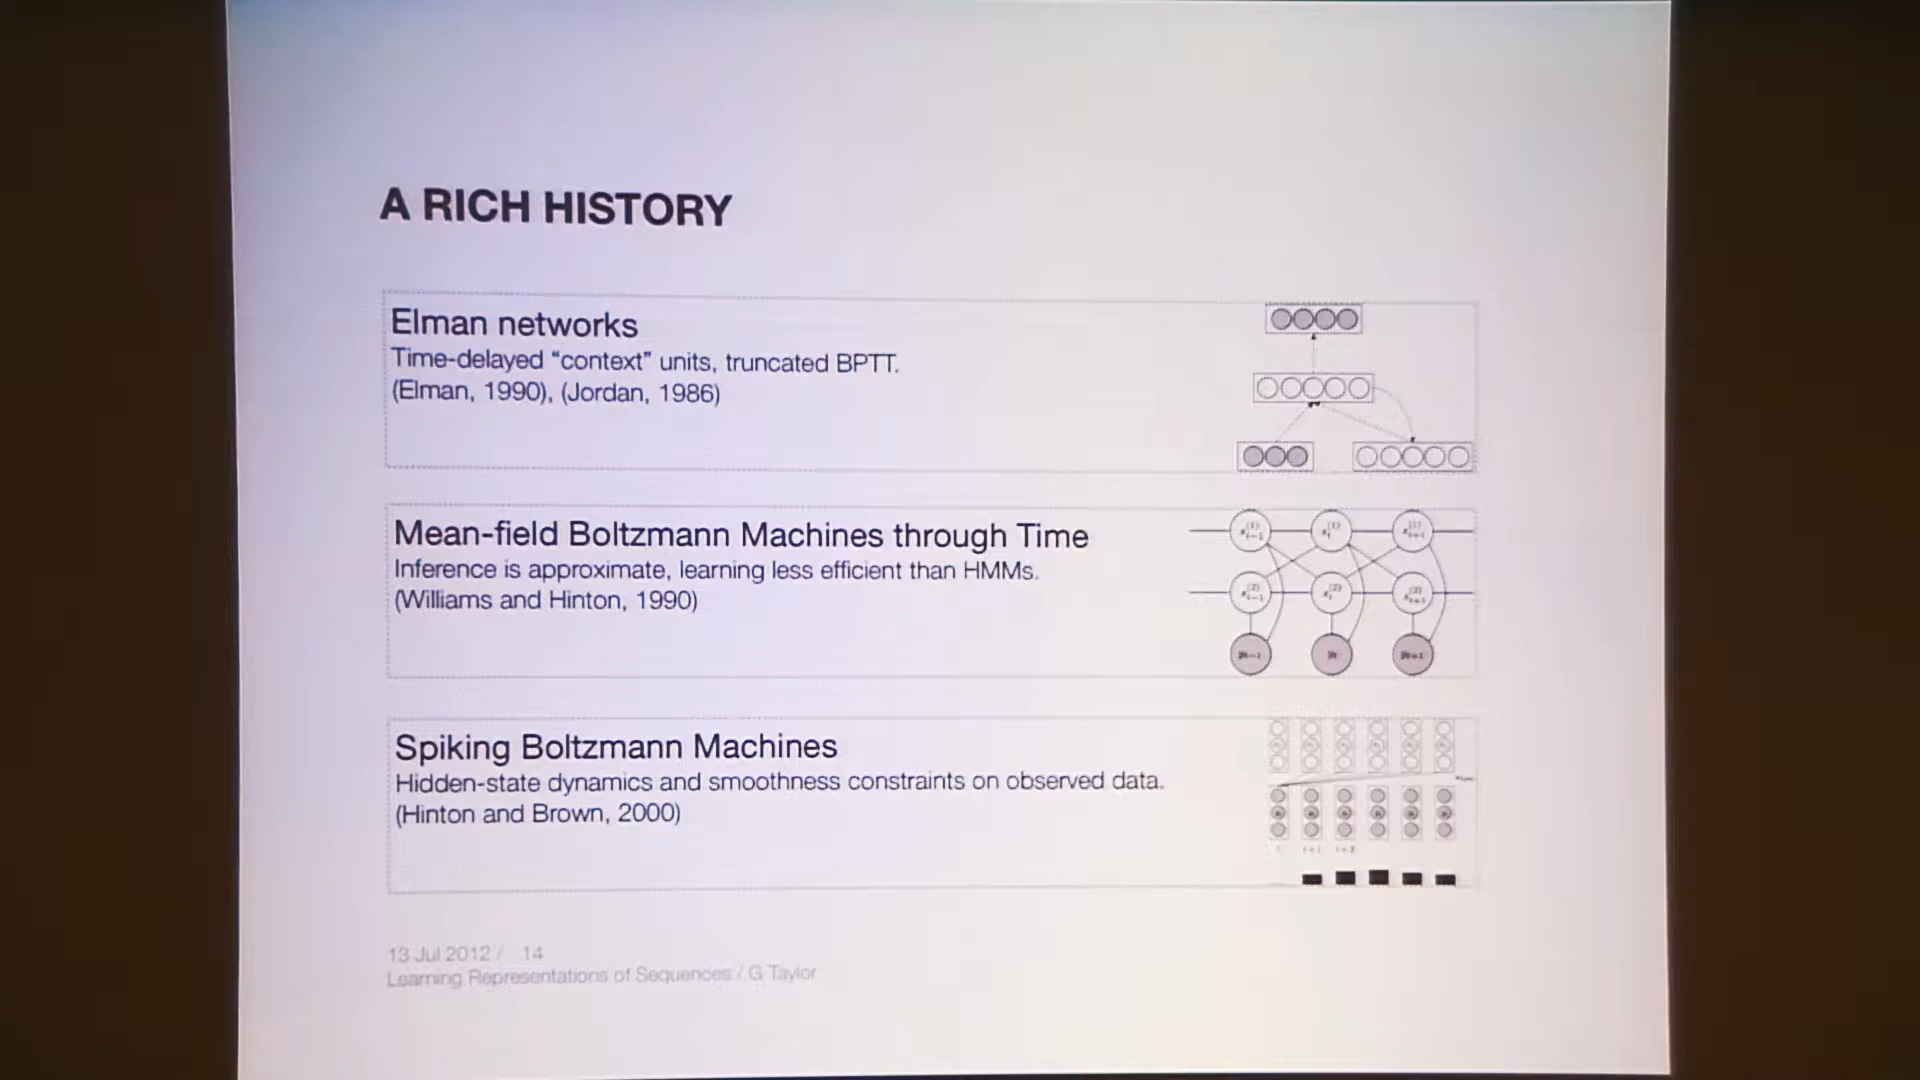 A RICH HISTORY
Elman networks
Time-delayed “context” units, truncated BPTT.
(Elman, 1990), (Jordan, 1986)
Mean-field Boltzmann Machines through Time
Inference is approximate, learning less efficient than HMMs.
(Williams and Hinton, 1990)
Spiking Boltzmann Machines
Hidden-state dynamics and smoothness constraints on observed data.
(Hinton and Brown, 2000)
13 Jul 2012 / 14
Learning Representations of Sequences / G Taylor